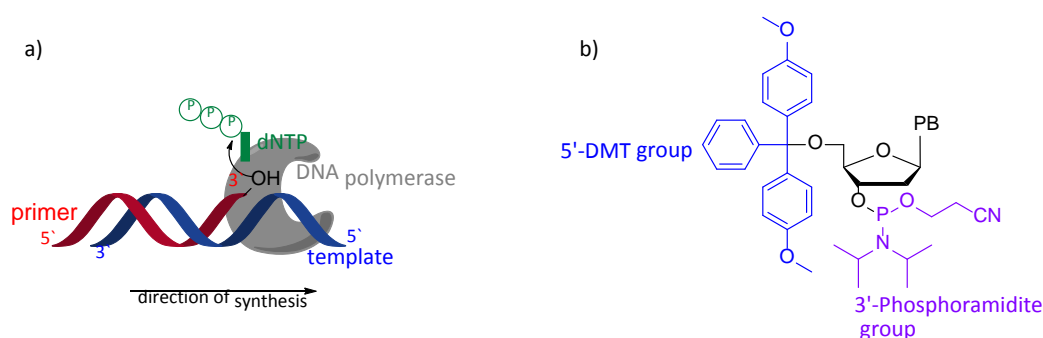 a)
P
P
P
dNTP
3`
OH
DNA polymerase
primer
5`
3`
5`
template
direction of synthesis
b)
O
O
5'-DMT group
O
O
PB
O
P
O
CN
N
3'-Phosphoramidite
group